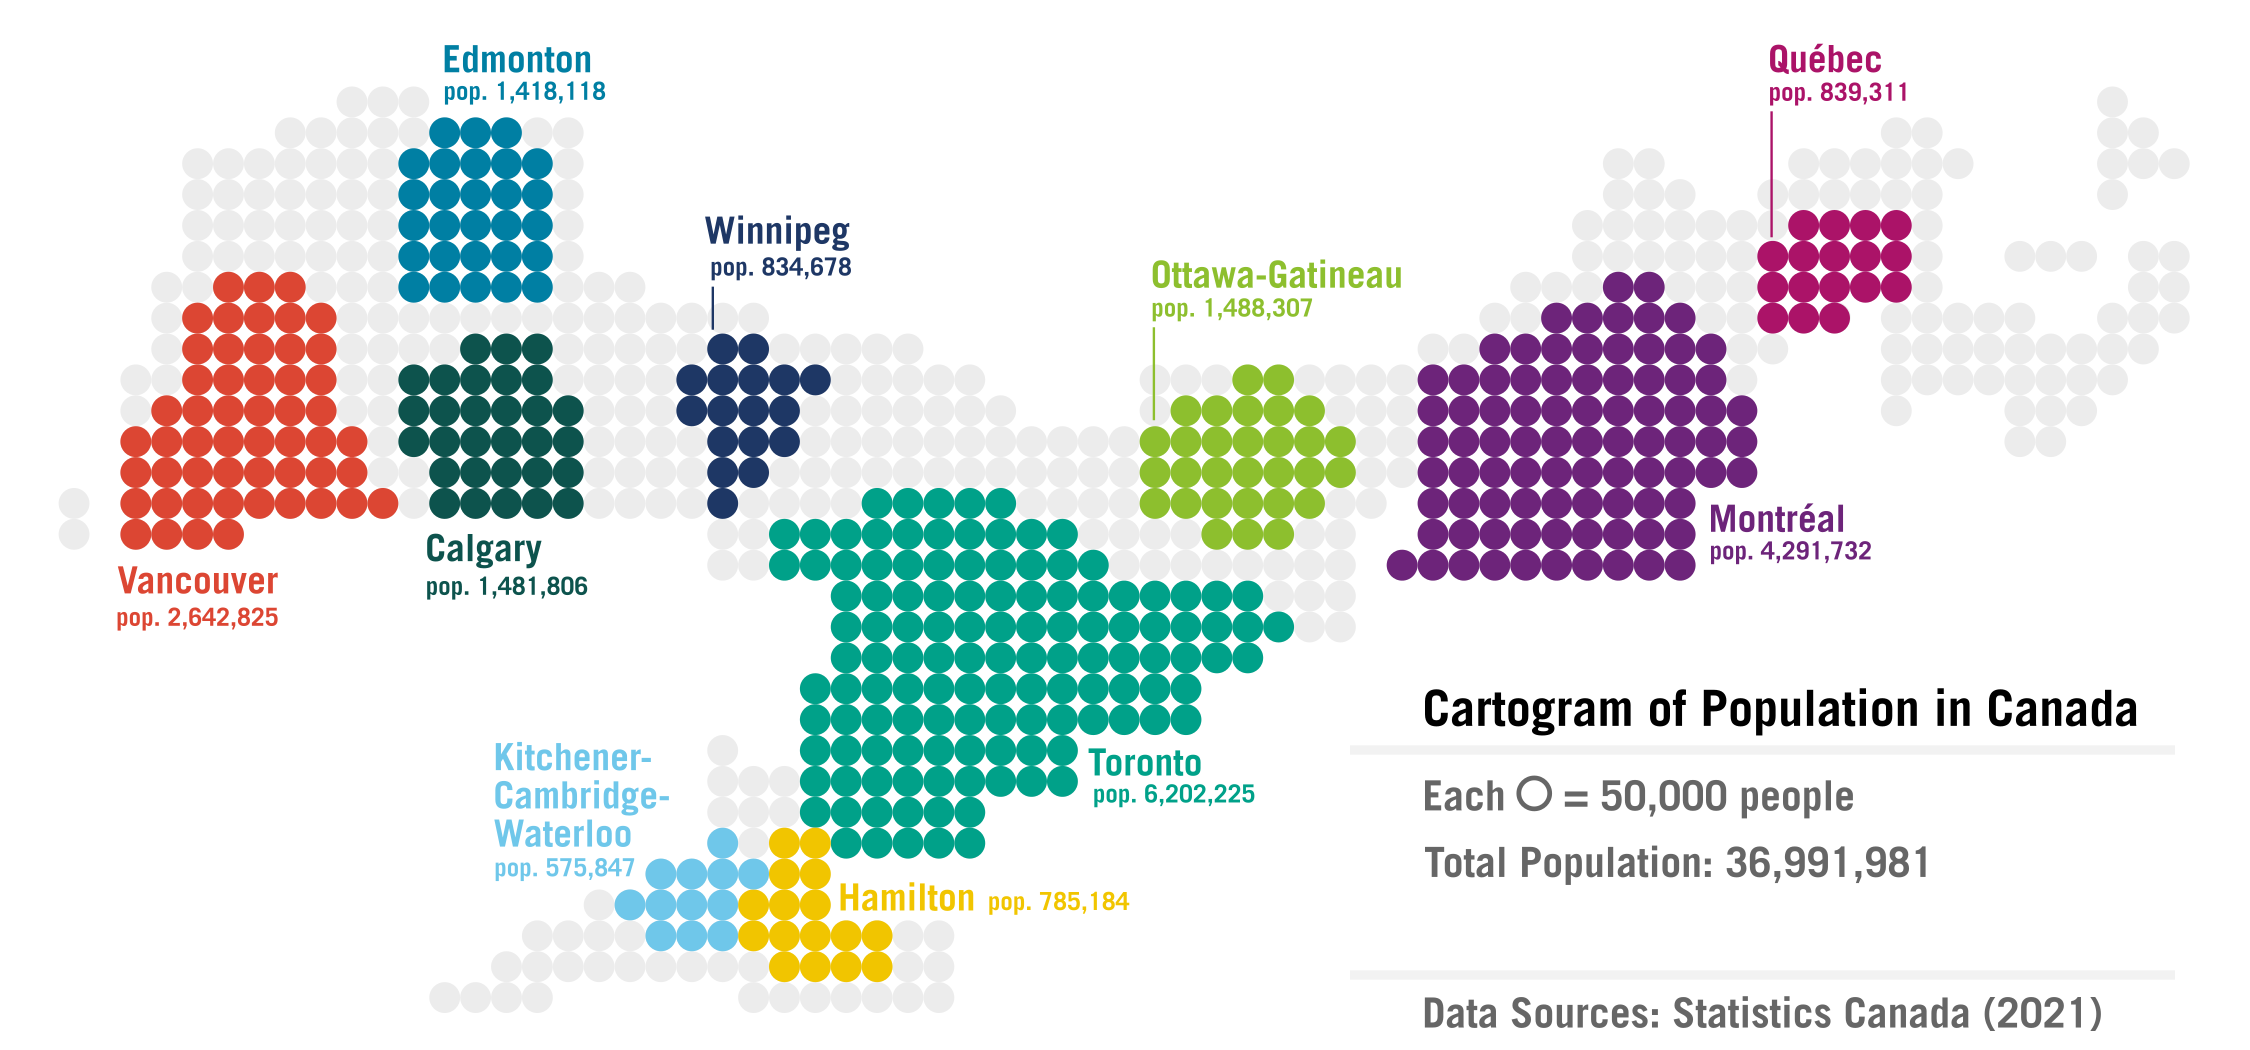 Edmonton
pop. 1,418,118
Québec
pop. 839,311
Winnipeg
pop. 834,678
Ottawa-Gatineau
pop. 1,488,307
Montréal
pop. 4,291,732
Calgary
pop. 1,481,806
Vancouver
pop. 2,642,825
Toronto
pop. 6,202,225
Kitchener-
Cambridge-
Waterloo
pop. 575,847
Hamilton pop. 785,184
Cartogram of Population in Canada
Each = 50,000 people
Total Population: 36,991,981
Data Sources: Statistics Canada (2021)